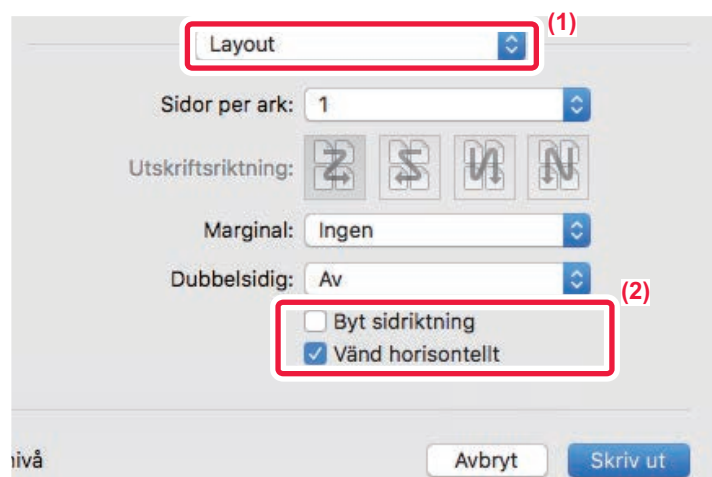 (1)
Layout
Sidor per ark: 1
Utskriftsriktning:
Marginal: Ingen
Dubbelsidig: Av
(2)
Byt sidriktning
Vänd horisontellt
Avbryt Skriv ut